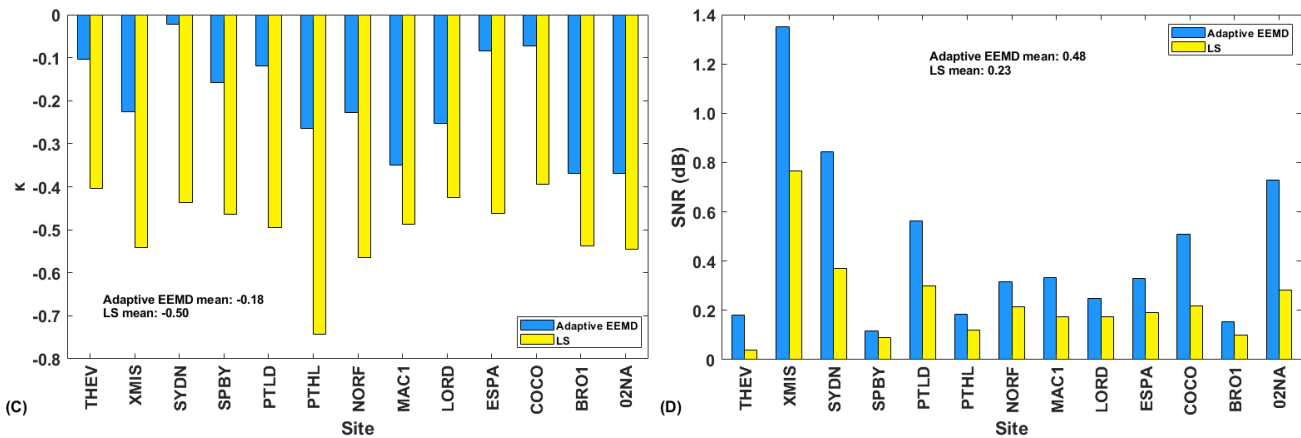 0
-0.1
-0.2
-0.3
-0.4
-0.5
-0.6
-0.7
-0.8
κ
Adaptive EEMD mean: -0.18
LS mean: -0.50
Adaptive EEMD
LS
THEV
XMIS
SYDN
SPBY
PTLD
PTHL
NORF
MAC1
LORD
ESPA
COCO
BRO1
02NA
Site
(C)
1.4
1.2
1.0
0.8
0.6
0.4
0.2
0
SNR (dB)
Adaptive EEMD mean: 0.48
LS mean: 0.23
Adaptive EEMD
LS
THEV
XMIS
SYDN
SPBY
PTLD
PTHL
NORF
MAC1
LORD
ESPA
COCO
BRO1
02NA
Site
(D)